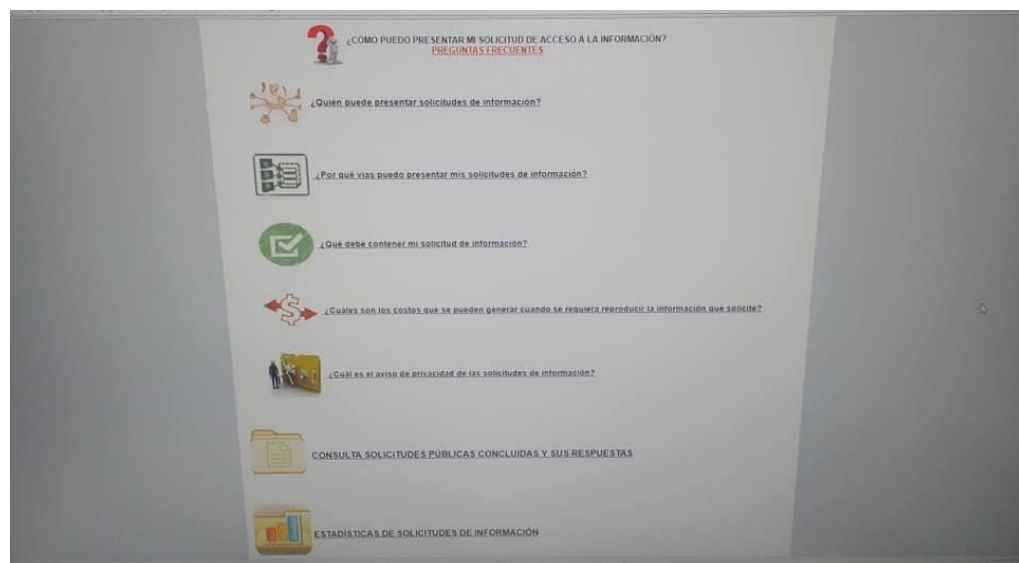 ¿CÓMO PUEDO PRESENTAR MI SOLICITUD DE ACCESO A LA INFORMACIÓN?
PREGUNTAS FRECUENTES
¿Quién puede presentar solicitudes de información?
¿Por qué vías puedo presentar mis solicitudes de información?
¿Qué debe contener mi solicitud de información?
¿Cuáles son los costos que se pueden generar cuando se requiera reproducir la información que solicité?
¿Cuál es el aviso de privacidad de las solicitudes de información?
CONSULTA SOLICITUDES PÚBLICAS CONCLUIDAS Y SUS RESPUESTAS
ESTADÍSTICAS DE SOLICITUDES DE INFORMACIÓN